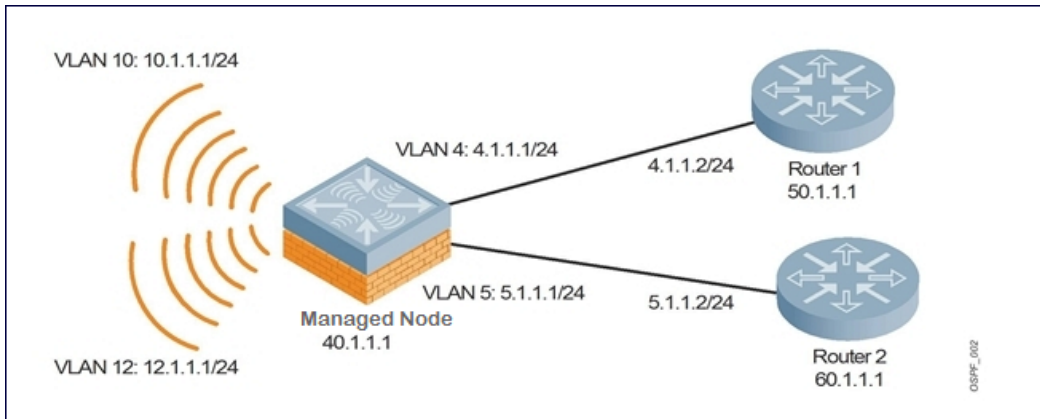 VLAN 10: 10.1.1.1/24
VLAN 4: 4.1.1.1/24
4.1.1.2/24
Router 1
50.1.1.1
VLAN 5: 5.1.1.1/24
5.1.1.2/24
Managed Node
40.1.1.1
VLAN 12: 12.1.1.1/24
Router 2
60.1.1.1
OSPF_002